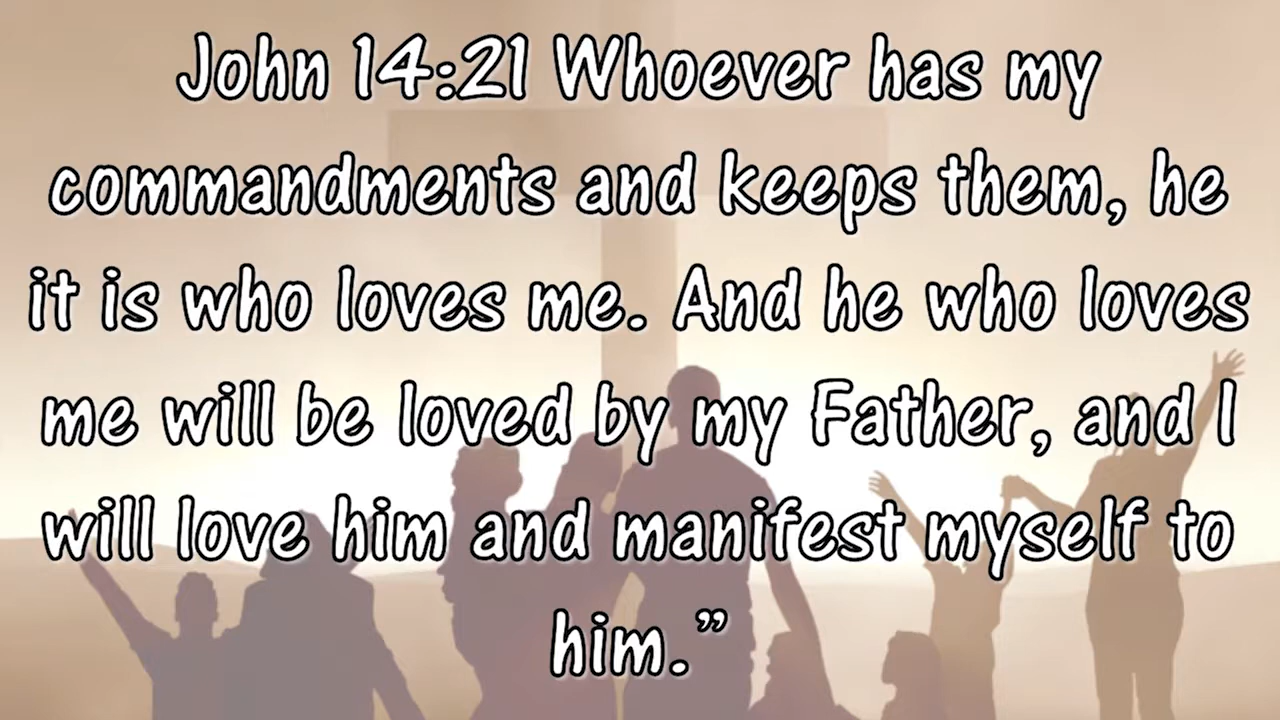 John 14:21 Whoever has my
commandments and keeps them, he
it is who loves me. And he who loves
me will be loved by my Father, and I
will love him and manifest myself to
him.”